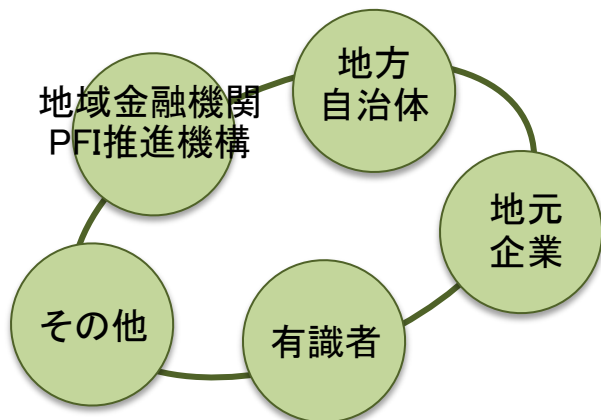 地方
自治体
地域金融機関
PFI推進機構
地元
企業
その他
有識者